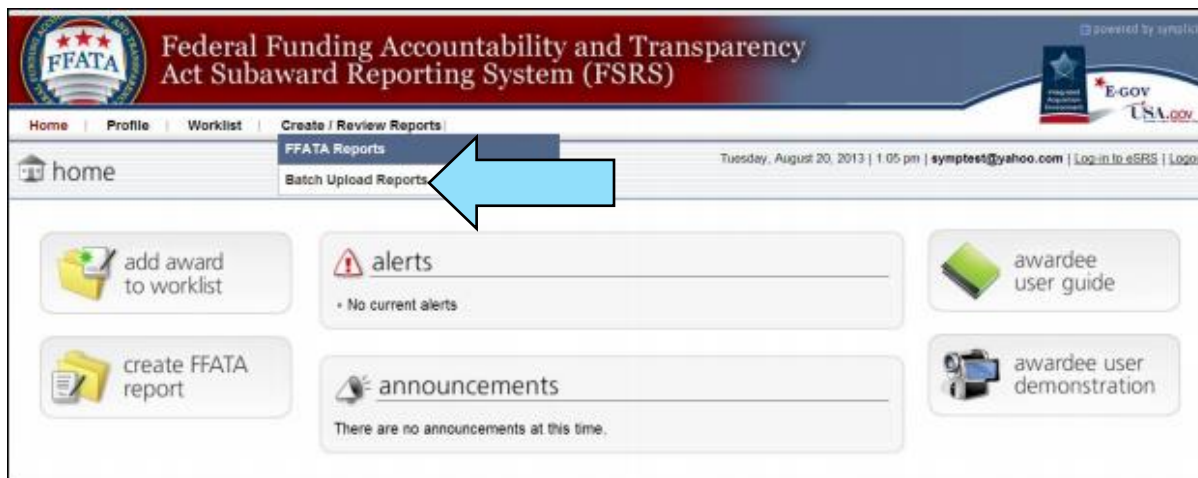 FFATA
Federal Funding Accountability and Transparency
Act Subaward Reporting System (FSRS)
E-GOV
USA.gov
Home | Profile | Worklist | Create / Review Reports
FFATA Reports
Batch Upload Reports
home
Tuesday, August 20, 2013 | 1:05 pm | symptest@yahoo.com | Log-in to eSRS |
add award
to worklist
alerts
No current alerts
awardee
user guide
create FFATA
report
announcements
There are no announcements at this time.
awardee user
demonstration